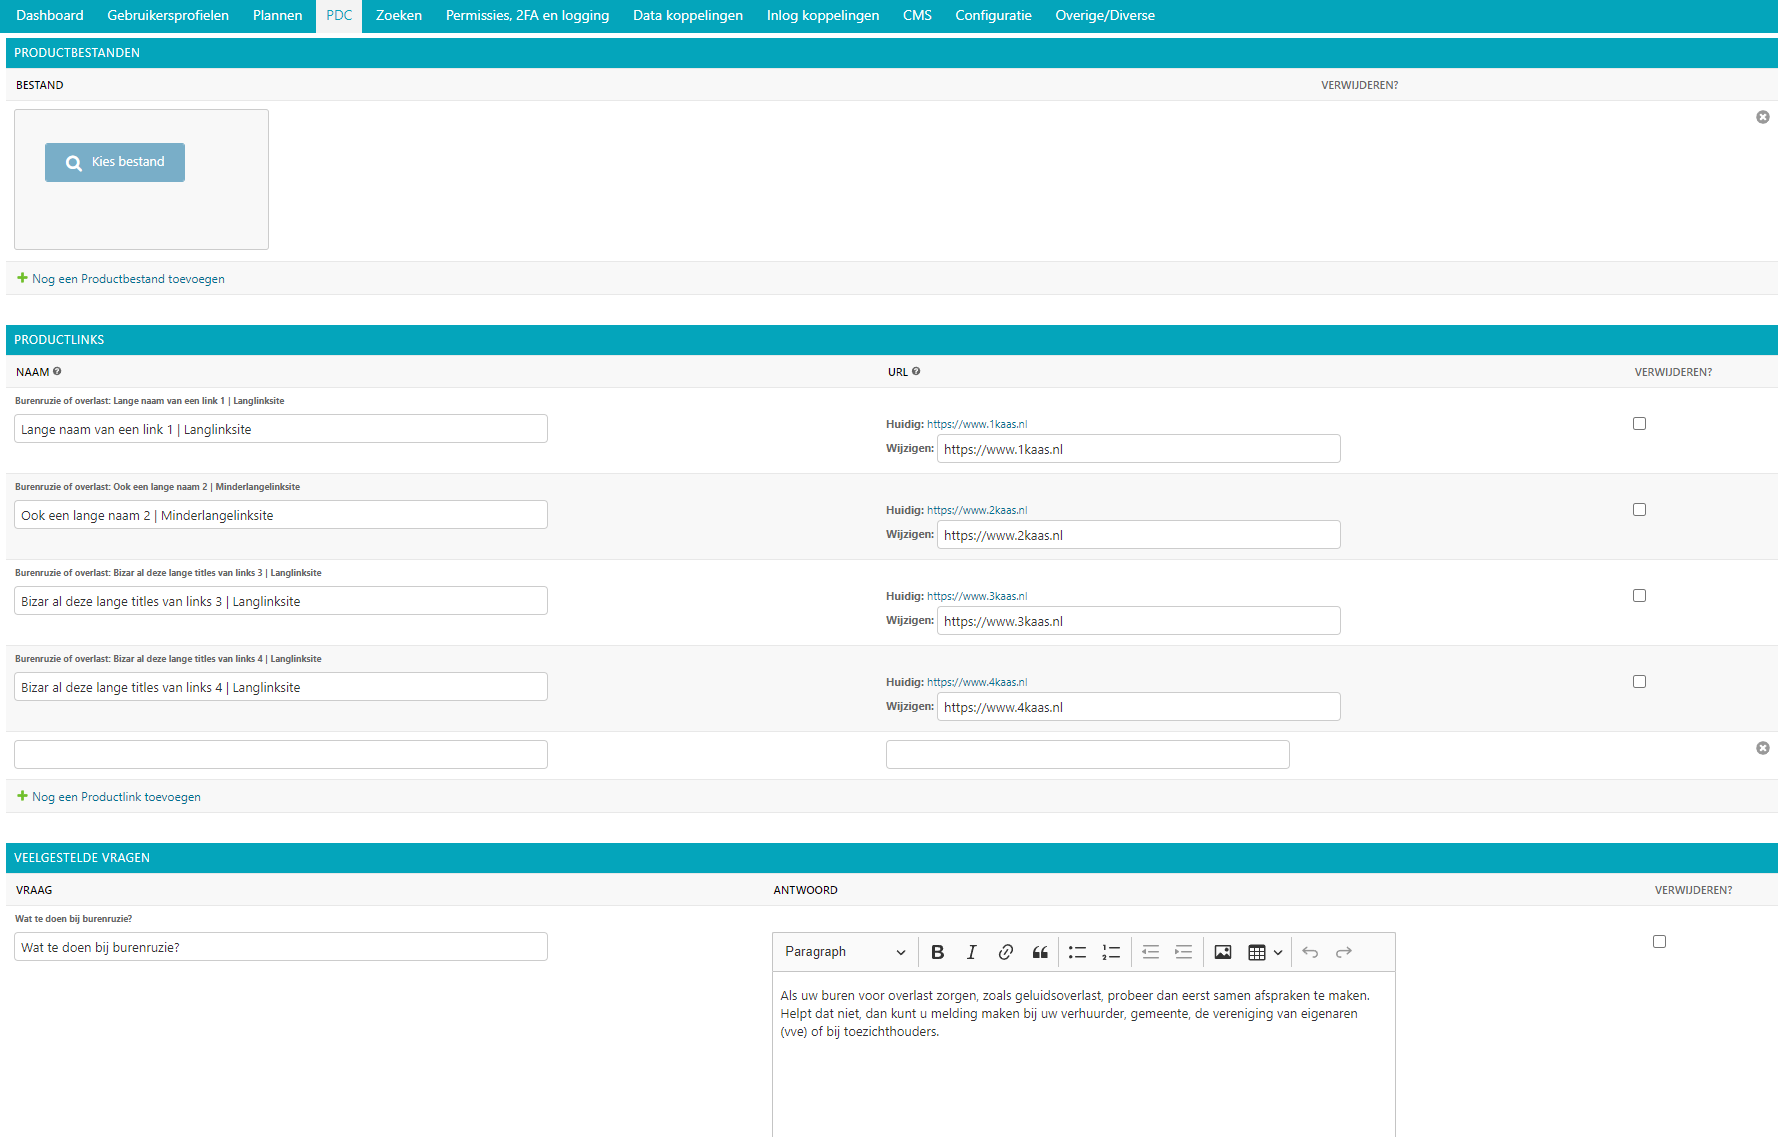 Dashboard Gebruikersprofielen Plannen PDC Zoeken Permissies, 2FA en logging Data koppelingen Inlog koppelingen CMS Configuratie Overige/Diverse
PRODUCTBESTANDEN
BESTAND VERWIJDEREN?
Kies bestand
Nog een Productbestand toevoegen
PRODUCTLINKS
NAAM URL VERWIJDEREN?
Burenruzie of overlast: Lange naam van een link 1 | Langlinksite
Lange naam van een link 1 | Langlinksite
Huidig: https://www.1kaas.nl
Wijzigen: https://www.1kaas.nl
Burenruzie of overlast: Ook een lange naam 2 | Minderlangelinksite
Ook een lange naam 2 | Minderlangelinksite
Huidig: https://www.2kaas.nl
Wijzigen: https://www.2kaas.nl
Burenruzie of overlast: Bizar al deze lange titles van links 3 | Langlinksite
Bizar al deze lange titles van links 3 | Langlinksite
Huidig: https://www.3kaas.nl
Wijzigen: https://www.3kaas.nl
Burenruzie of overlast: Bizar al deze lange titles van links 4 | Langlinksite
Bizar al deze lange titles van links 4 | Langlinksite
Huidig: https://www.4kaas.nl
Wijzigen: https://www.4kaas.nl
Nog een Productlink toevoegen
VEELGESTELDE VRAGEN
VRAAG ANTWOORD VERWIJDEREN?
Wat te doen bij burenruzie?
Wat te doen bij burenruzie?
Paragraph
Als uw buren voor overlast zorgen, zoals geluidsoverlast, probeer dan eerst samen afspraken te maken.
Helpt dat niet, dan kunt u melding maken bij uw verhuurder, gemeente, de vereniging van eigenaren
(vve) of bij toezichthouders.